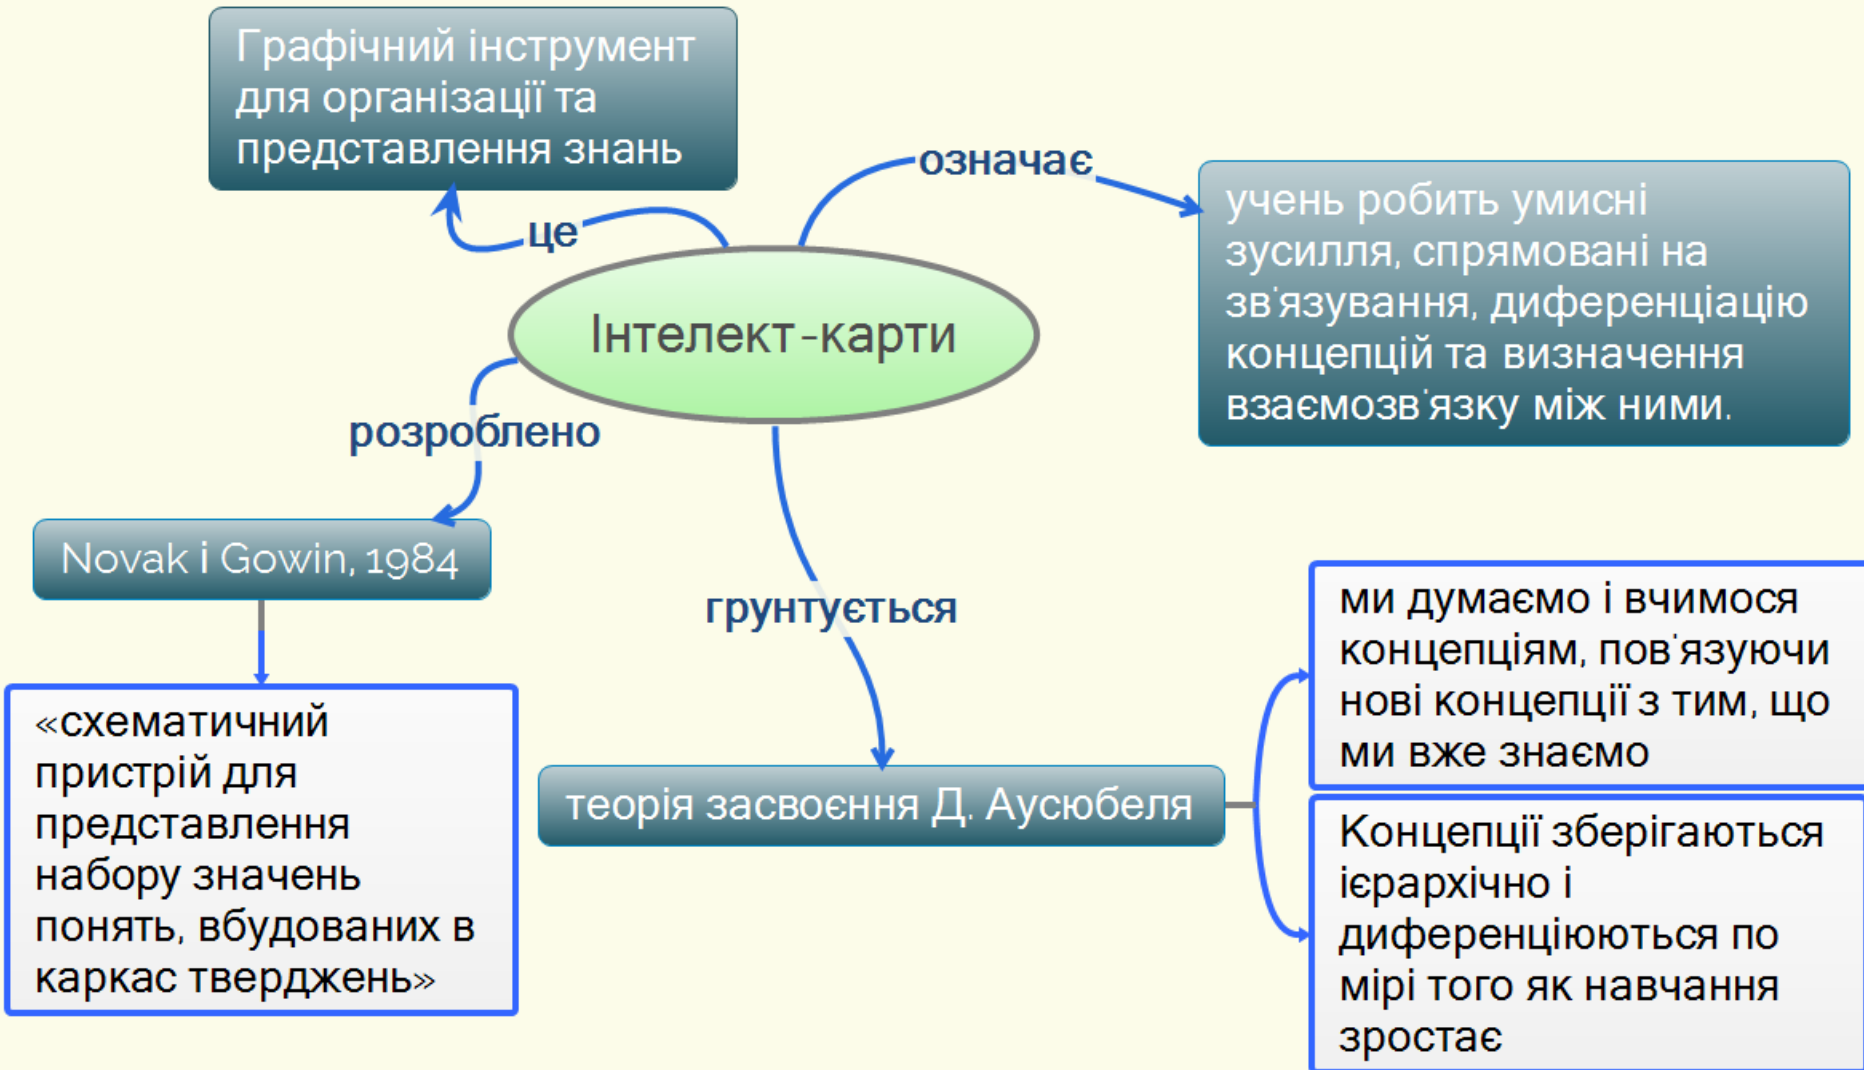 Графічний інструмент
для організації та
представлення знань
означає
учень робить умисні
зусилля, спрямовані на
зв'язування, диференціацію
концепцій та визначення
взаємозв'язку між ними.
це
Інтелект-карти
розроблено
Novak і Gowin, 1984
«схематичний
пристрій для
представлення
набору значень
понять, вбудованих в
каркас тверджень»
грунтується
теорія засвоєння Д. Аусюбеля
ми думаємо і вчимося
концепціям, пов'язуючи
нові концепції з тим, що
ми вже знаємо
Концепції зберігаються
ієрархічно і
диференціюються по
мірі того як навчання
зростає